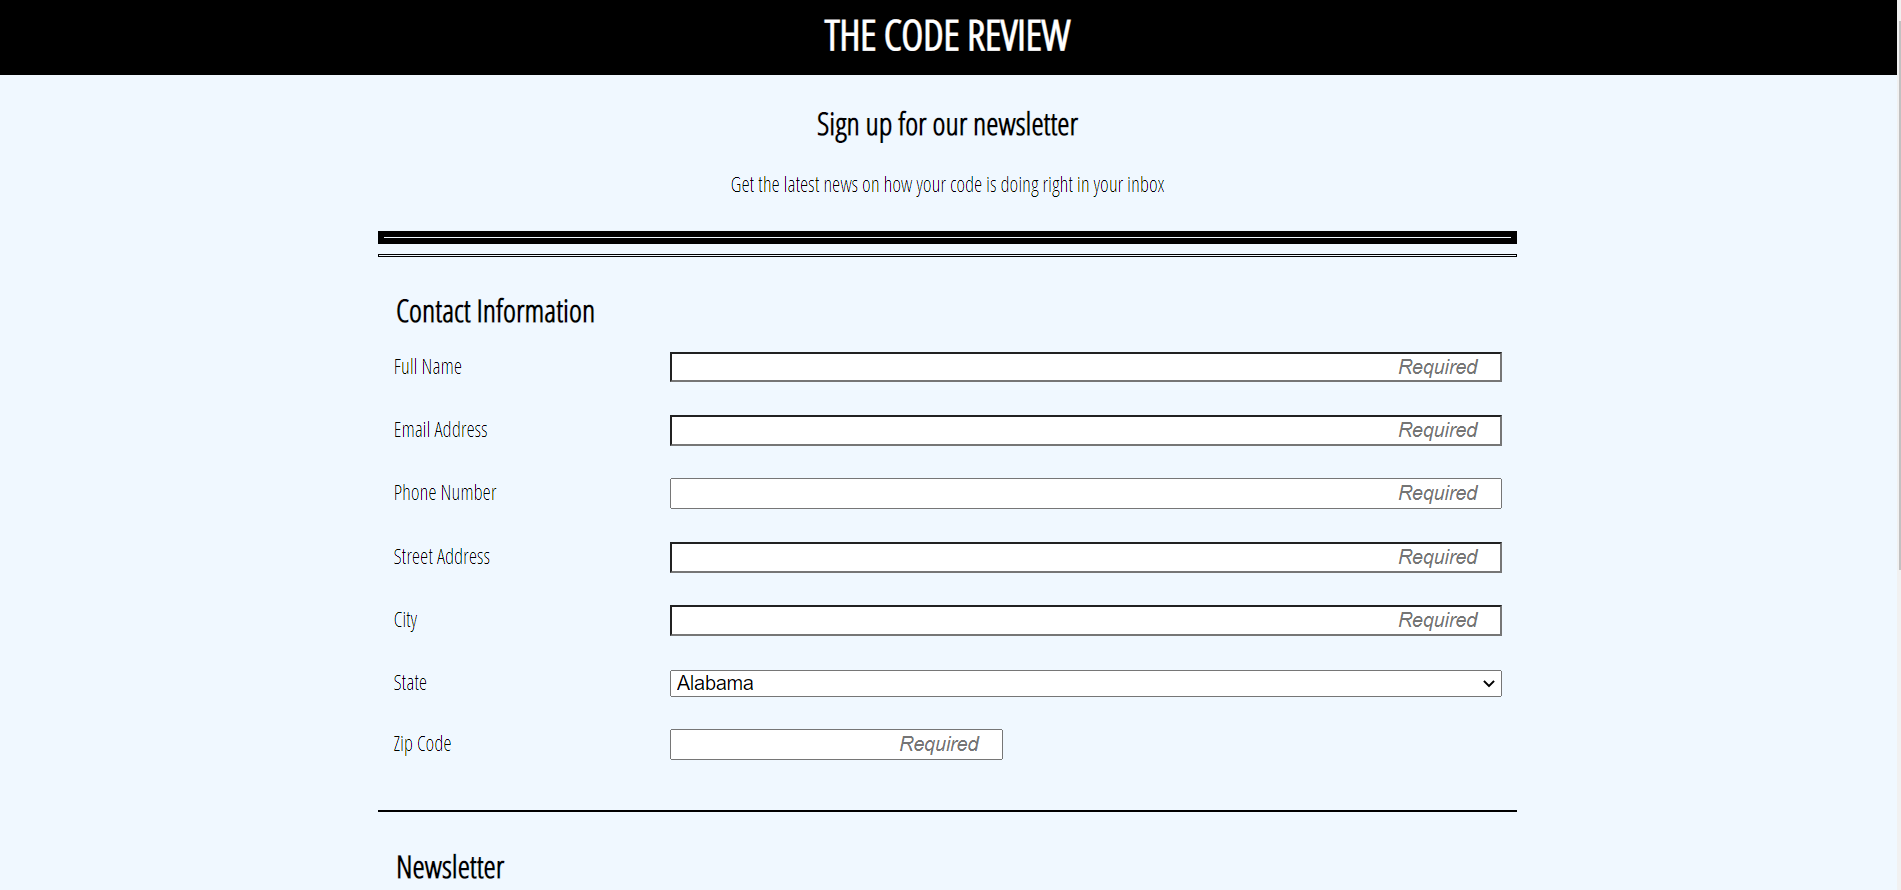 THE CODE REVIEW
Sign up for our newsletter
Get the latest news on how your code is doing right in your inbox
Contact Information
Full Name Required
Email Address Required
Phone Number Required
Street Address Required
City Required
State Alabama
Zip Code Required
Newsletter